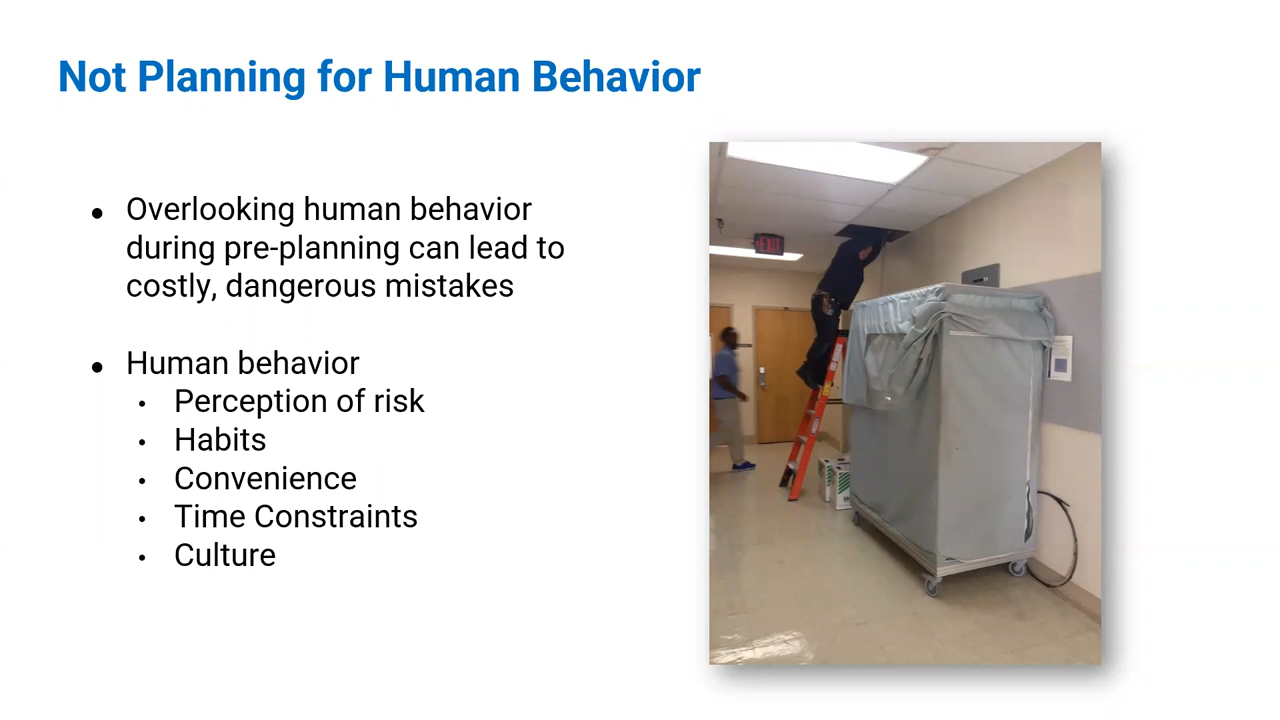 Not Planning for Human Behavior
● Overlooking human behavior
during pre-planning can lead to
costly, dangerous mistakes
● Human behavior
• Perception of risk
• Habits
• Convenience
• Time Constraints
• Culture
EXIT